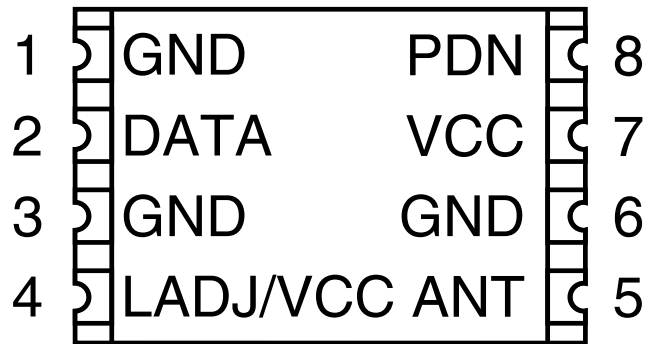 1 GND PDN 8
2 DATA VCC 7
3 GND GND 6
4 LADJ/VCC ANT 5